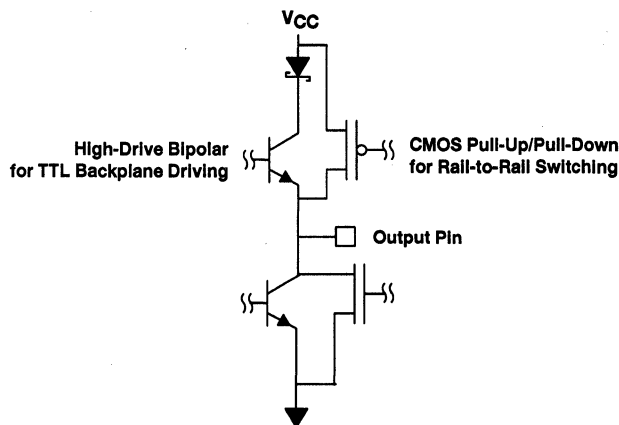 VCC
High-Drive Bipolar
for TTL Backplane Driving
CMOS Pull-Up/Pull-Down
for Rail-to-Rail Switching
Output Pin